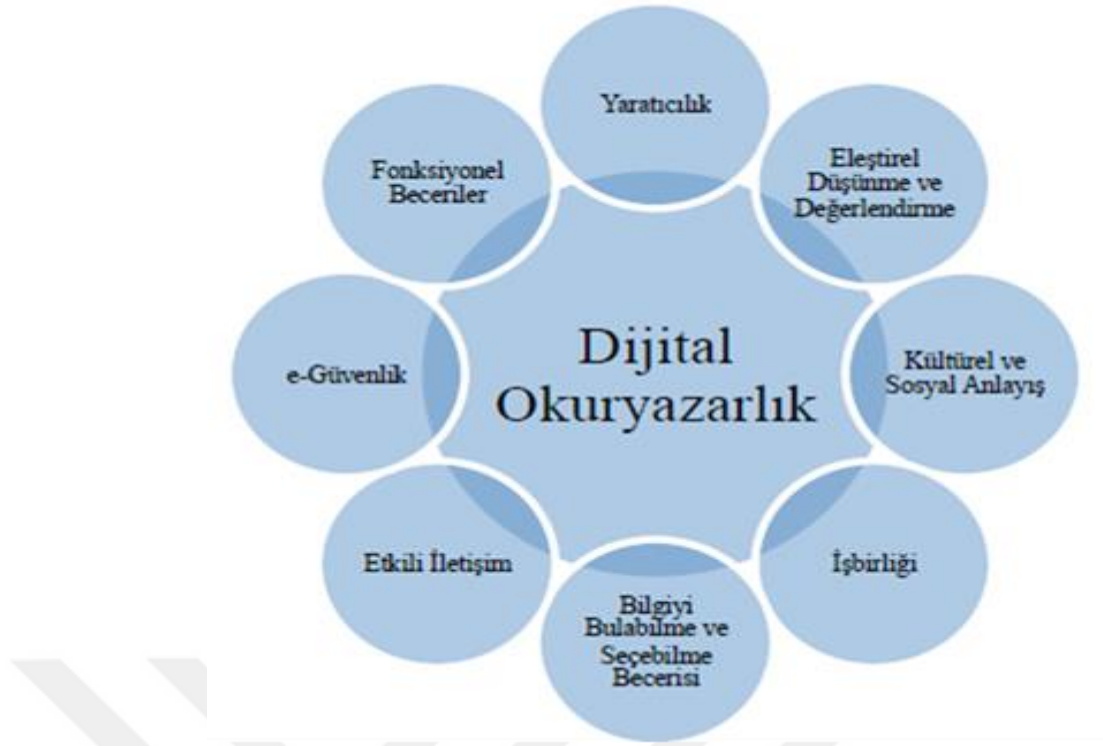 Yaratıcılık
Eleştirel
Düşünme ve
Değerlendirme
Kültürel ve
Sosyal Anlayış
İşbirliği
Bilgiyi
Bulabilme ve
Seçebilme
Becerisi
Etkili İletişim
e-Güvenlik
Fonksiyonel
Beceriler
Dijital
Okuryazarlık